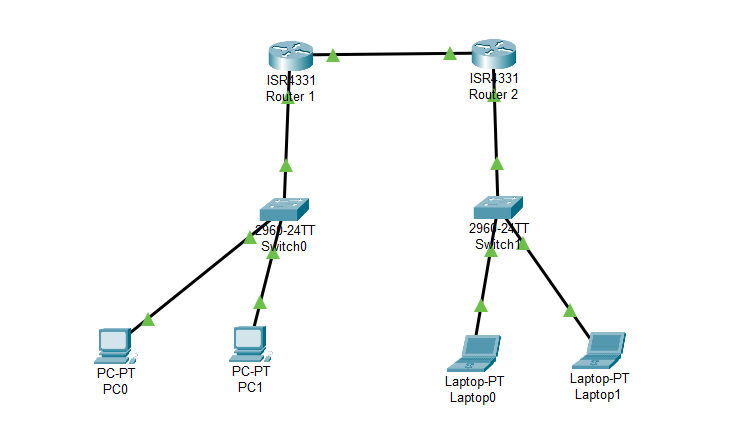 ISR4331
Router 1
ISR4331
Router 2
2960-24TT
Switch0
2960-24TT
Switch1
PC-PT
PC0
PC-PT
PC1
Laptop-PT
Laptop0
Laptop-PT
Laptop1